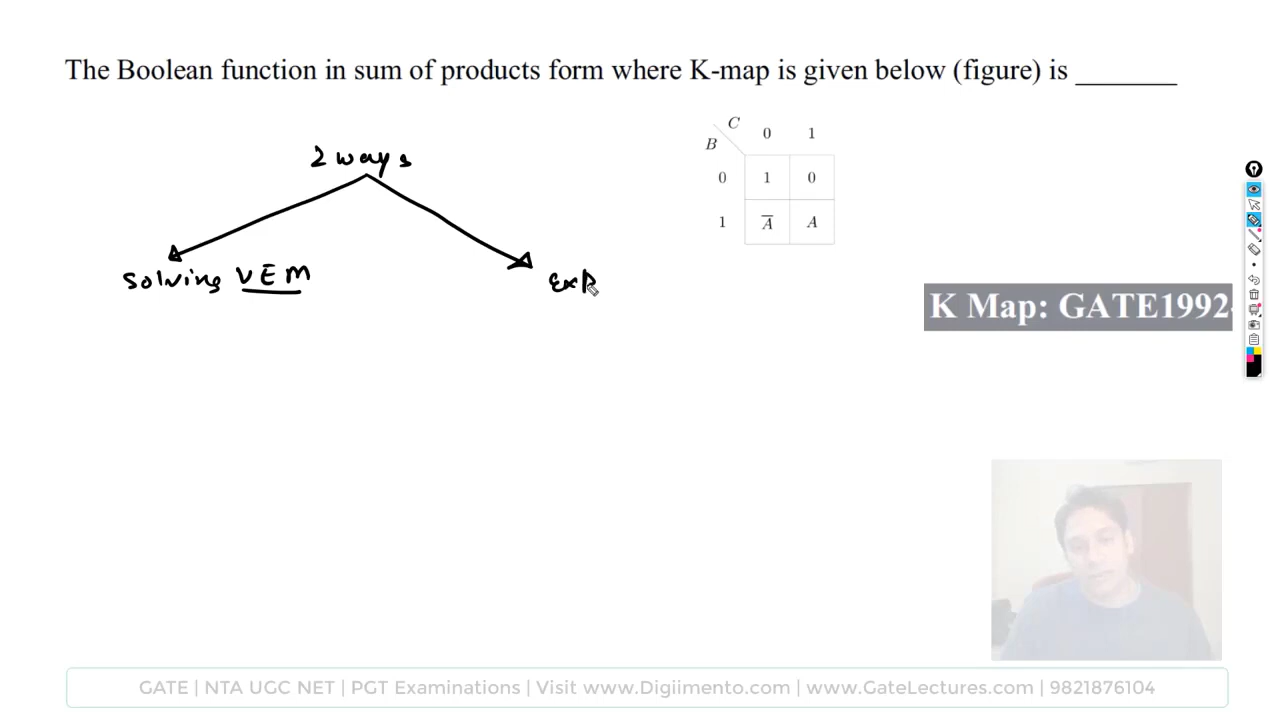 The Boolean function in sum of products form where K-map is given below (figure) is ________
2 ways
C
B
0 1
0 1 0
1 A̅ A
Solving VEM
ExP
K Map: GATE1992
GATE | NTA UGC NET | PGT Examinations | Visit www.Digiimento.com | www.GateLectures.com | 9821876104